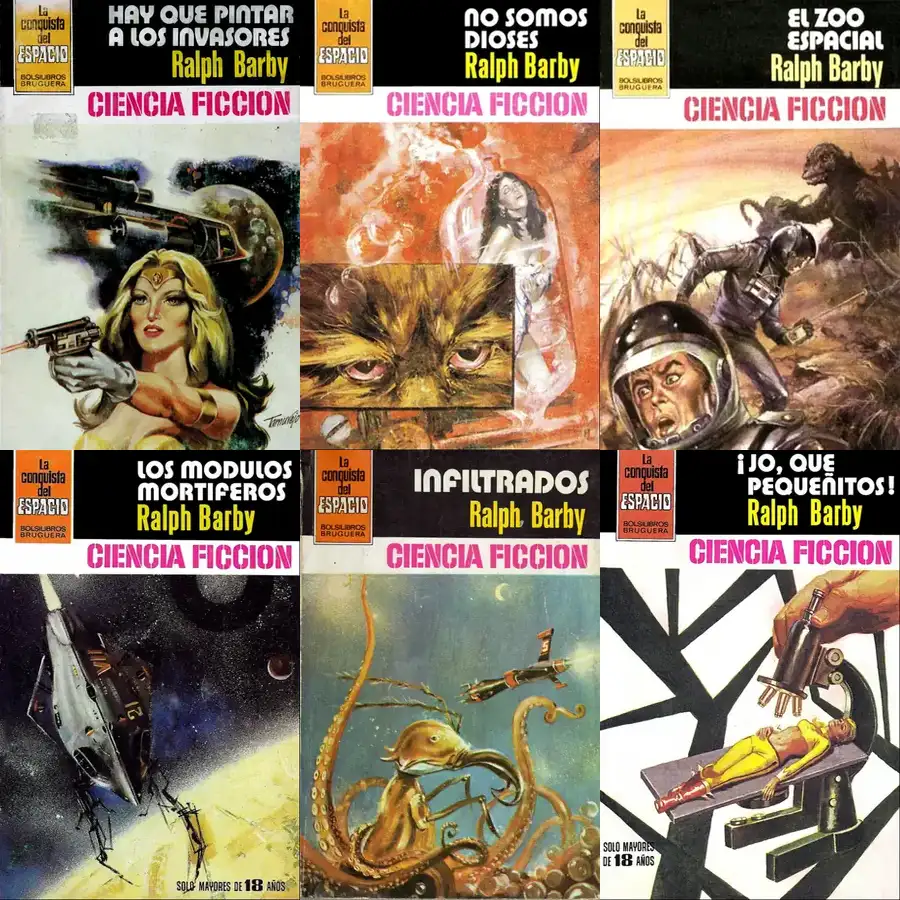 La
conquista
del
ESPACIO
BOLSILIBROS
BRUGUERA
HAY QUE PINTAR
A LOS INVASORES
Ralph Barby
CIENCIA FICCION
La
conquista
del
ESPACIO
BOLSILIBROS
BRUGUERA
NO SOMOS
DIOSES
Ralph Barby
CIENCIA FICCION
La
conquista
del
ESPACIO
BOLSILIBROS
BRUGUERA
EL ZOO
ESPACIAL
Ralph Barby
CIENCIA FICCION
La
conquista
del
ESPACIO
BOLSILIBROS
BRUGUERA
LOS MODULOS
MORTIFEROS
Ralph Barby
CIENCIA FICCION
SOLO MAYORES DE 18 AÑOS
La
conquista
del
ESPACIO
BOLSILIBROS
BRUGUERA
INFILTRADOS
Ralph Barby
CIENCIA FICCION
5
La
conquista
del
ESPACIO
BOLSILIBROS
BRUGUERA
¡JO, QUE
PEQUEÑITOS!
Ralph Barby
CIENCIA FICCION
SOLO MAYORES
DE 18 AÑOS